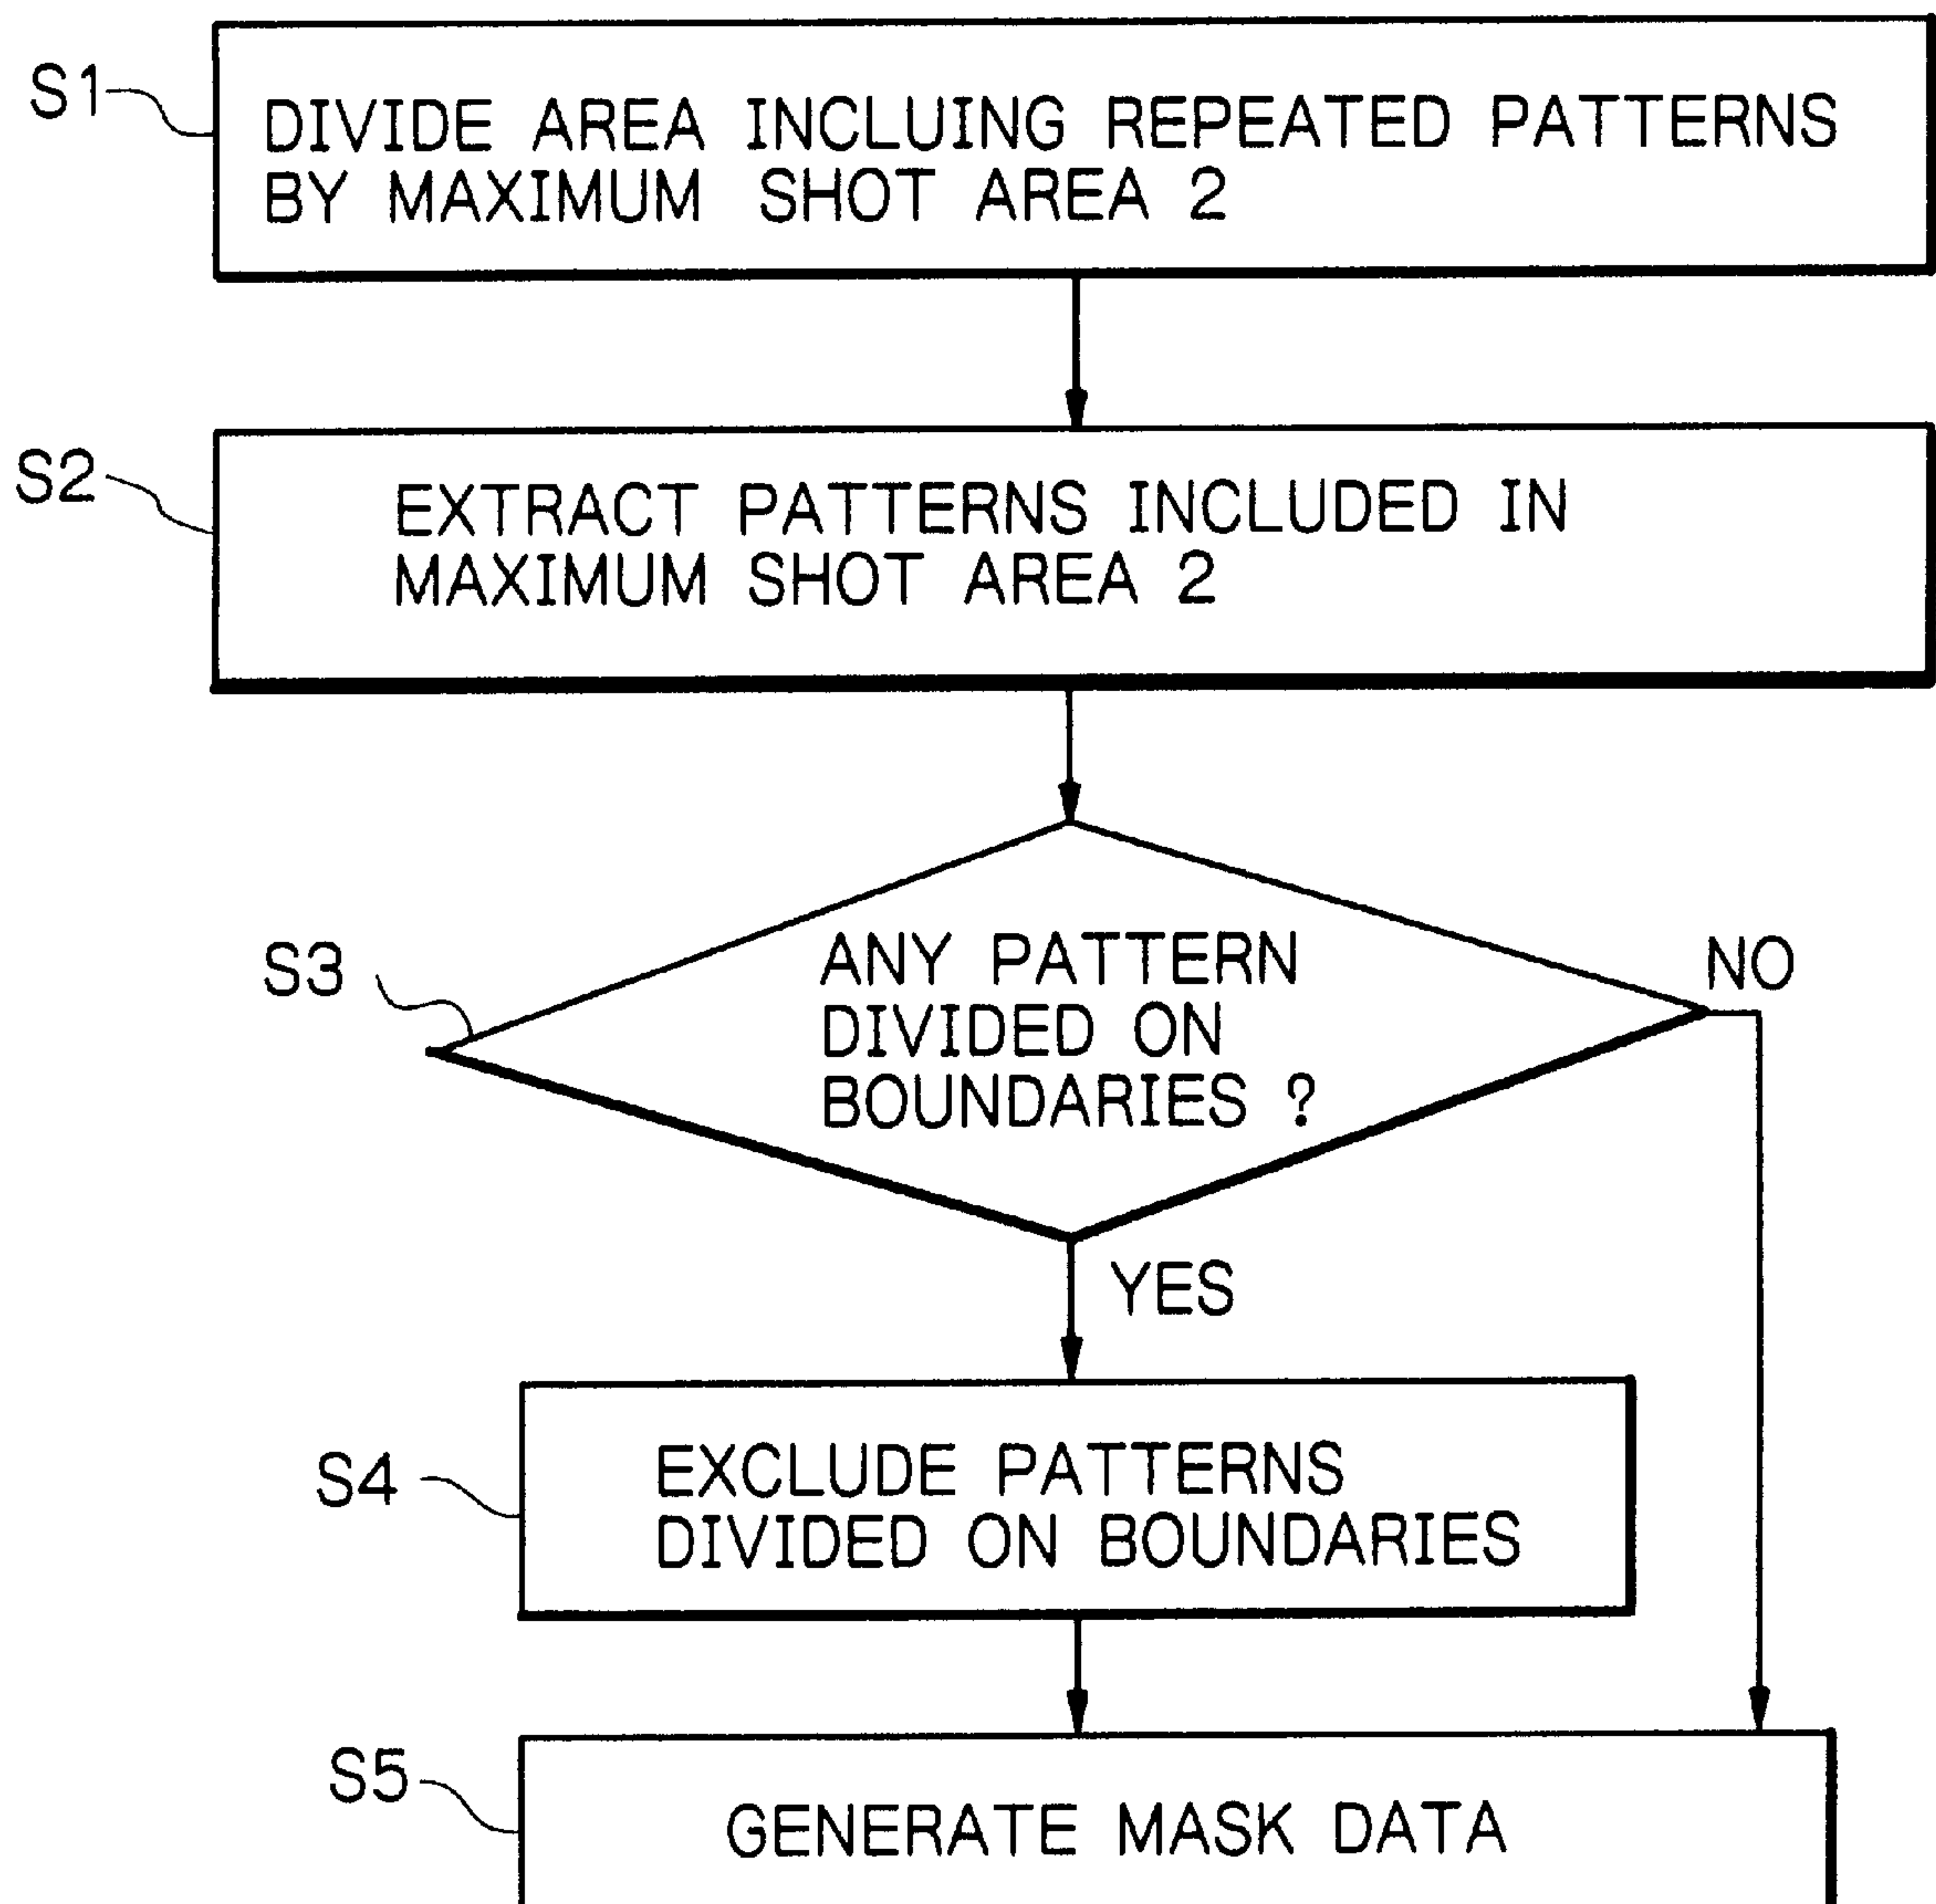 S1
DIVIDE AREA INCLUING REPEATED PATTERNS
BY MAXIMUM SHOT AREA 2
S2
EXTRACT PATTERNS INCLUDED IN
MAXIMUM SHOT AREA 2
S3
ANY PATTERN
DIVIDED ON
BOUNDARIES ?
NO
YES
S4
EXCLUDE PATTERNS
DIVIDED ON BOUNDARIES
S5
GENERATE MASK DATA